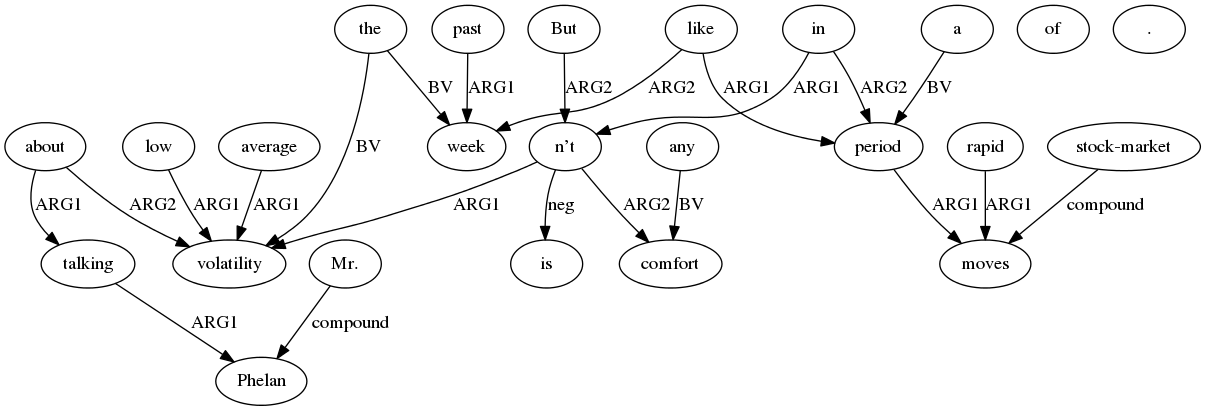 the past But like in a of .
BV ARG1 ARG2 ARG2 ARG1 ARG1 ARG2 BV
about low average week n't any period rapid stock-market
BV
ARG1 ARG2 ARG1 ARG1 ARG1 neg ARG2 BV ARG1 ARG1 compound
talking volatility Mr. is comfort moves
ARG1 compound
Phelan